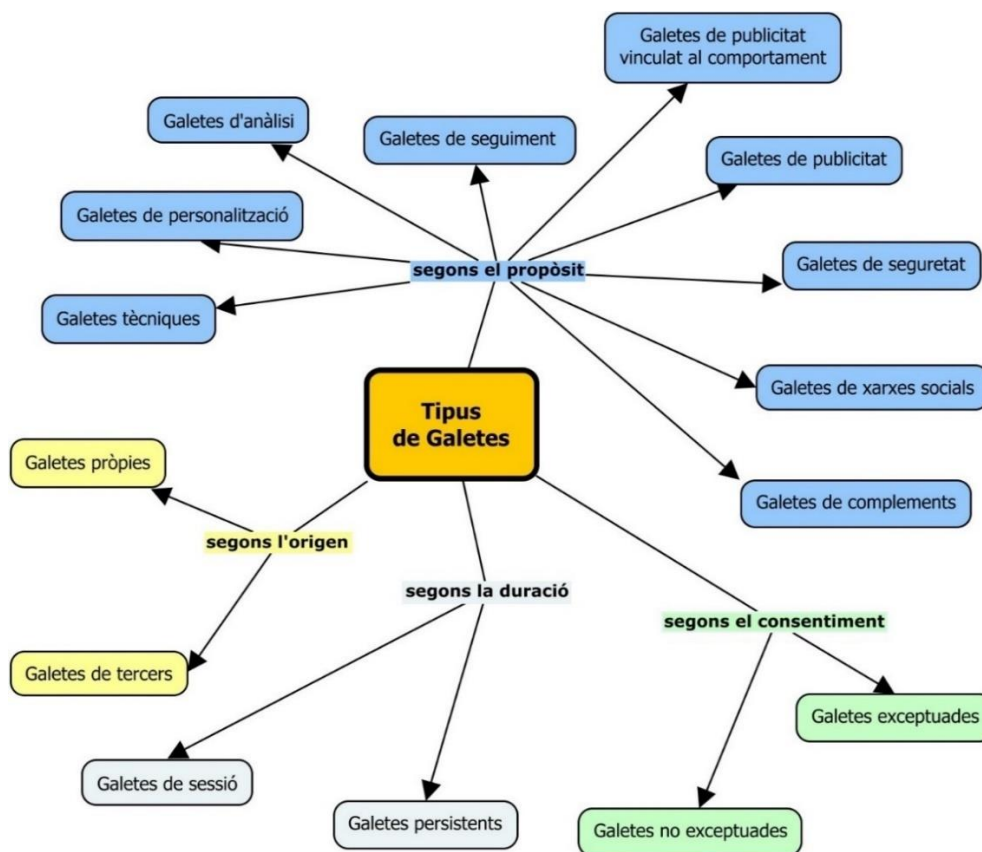 Galetes de publicitat
vinculat al comportament
Galetes d'anàlisi
Galetes de seguiment
Galetes de publicitat
Galetes de personalització
segons el propòsit
Galetes de seguretat
Galetes tècniques
Galetes de xarxes socials
Tipus
de Galetes
Galetes pròpies
Galetes de complements
segons l'origen
segons la duració
segons el consentiment
Galetes de tercers
Galetes exceptuades
Galetes de sessió
Galetes persistents
Galetes no exceptuades